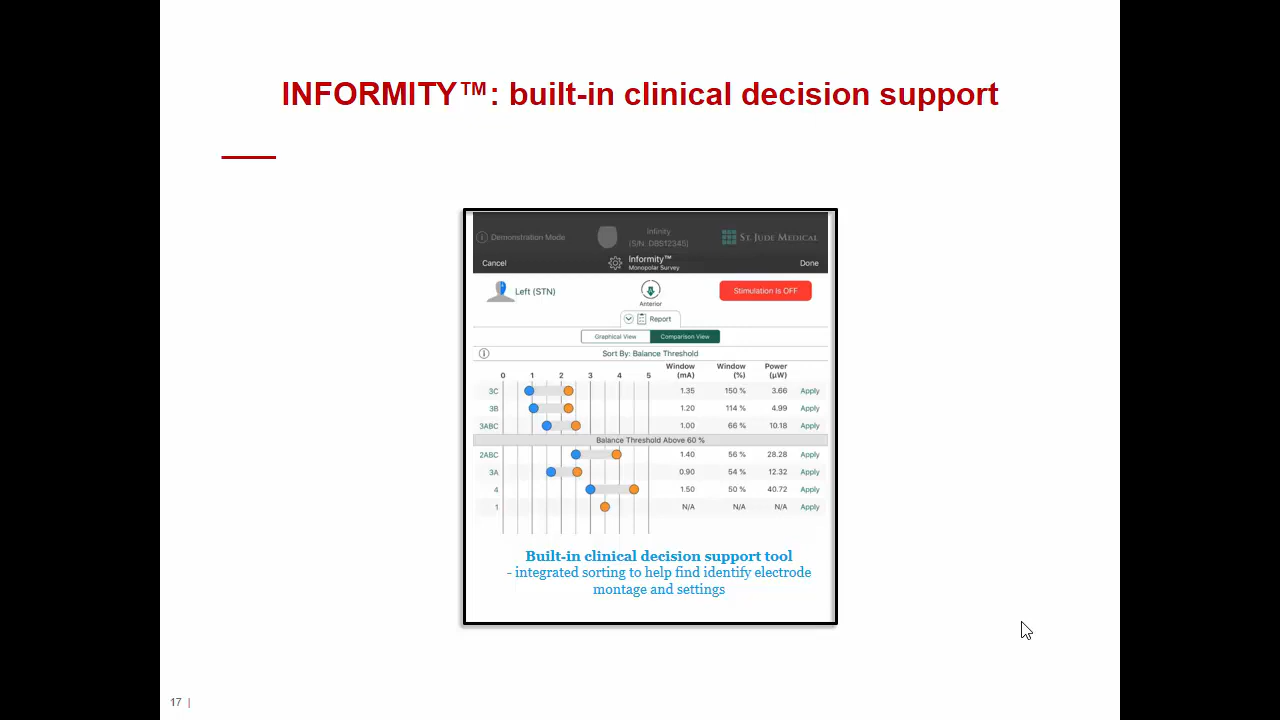 INFORMITY™: built-in clinical decision support
Demonstration Mode
Infinity
(S/N: DBS12345)
ST. JUDE MEDICAL
Cancel
Informity™
Monopolar Survey
Done
Left (STN)
Anterior
Stimulation is OFF
Report
Graphical View Comparison View
Sort By: Balance Threshold
0 1 2 3 4 5 Window (mA) Window (%) Power (µW)
3C 1.35 150 % 3.66 Apply
3B 1.20 114 % 4.99 Apply
3ABC 1.00 66 % 10.18 Apply
Balance Threshold Above 60 %
2ABC 1.40 56 % 28.28 Apply
3A 0.90 54 % 12.32 Apply
4 1.50 50 % 40.72 Apply
1 N/A N/A N/A Apply
Built-in clinical decision support tool
- integrated sorting to help find identify electrode
montage and settings
17 |